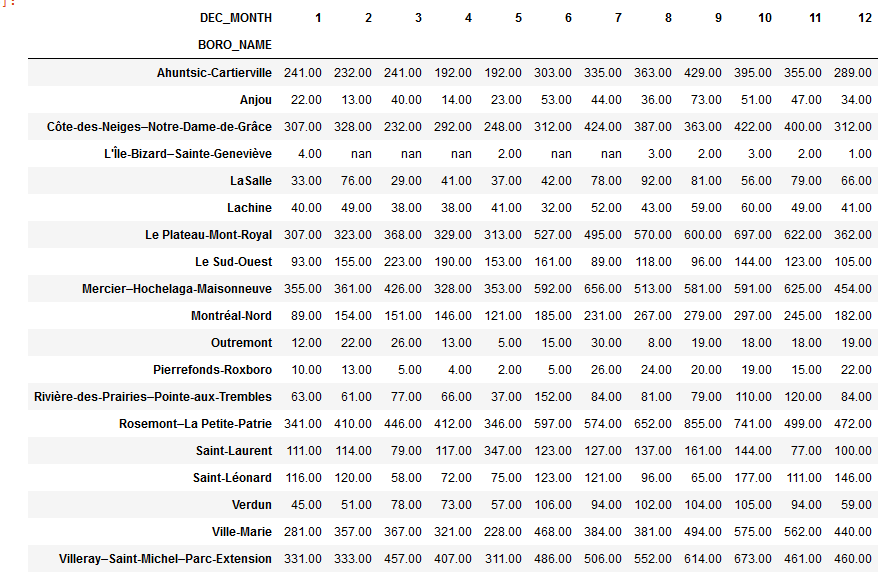 ]:
DEC_MONTH 1 2 3 4 5 6 7 8 9 10 11 12
BORO_NAME
Ahuntsic-Cartierville 241.00 232.00 241.00 192.00 192.00 303.00 335.00 363.00 429.00 395.00 355.00 289.00
Anjou 22.00 13.00 40.00 14.00 23.00 53.00 44.00 36.00 73.00 51.00 47.00 34.00
Côte-des-Neiges–Notre-Dame-de-Grâce 307.00 328.00 232.00 292.00 248.00 312.00 424.00 387.00 363.00 422.00 400.00 312.00
L'Île-Bizard–Sainte-Geneviève 4.00 nan nan nan 2.00 nan nan 3.00 2.00 3.00 2.00 1.00
LaSalle 33.00 76.00 29.00 41.00 37.00 42.00 78.00 92.00 81.00 56.00 79.00 66.00
Lachine 40.00 49.00 38.00 38.00 41.00 32.00 52.00 43.00 59.00 60.00 49.00 41.00
Le Plateau-Mont-Royal 307.00 323.00 368.00 329.00 313.00 527.00 495.00 570.00 600.00 697.00 622.00 362.00
Le Sud-Ouest 93.00 155.00 223.00 190.00 153.00 161.00 89.00 118.00 96.00 144.00 123.00 105.00
Mercier–Hochelaga-Maisonneuve 355.00 361.00 426.00 328.00 353.00 592.00 656.00 513.00 581.00 591.00 625.00 454.00
Montréal-Nord 89.00 154.00 151.00 146.00 121.00 185.00 231.00 267.00 279.00 297.00 245.00 182.00
Outremont 12.00 22.00 26.00 13.00 5.00 15.00 30.00 8.00 19.00 18.00 18.00 19.00
Pierrefonds-Roxboro 10.00 13.00 5.00 4.00 2.00 5.00 26.00 24.00 20.00 19.00 15.00 22.00
Rivière-des-Prairies–Pointe-aux-Trembles 63.00 61.00 77.00 66.00 37.00 152.00 84.00 81.00 79.00 110.00 120.00 84.00
Rosemont–La Petite-Patrie 341.00 410.00 446.00 412.00 346.00 597.00 574.00 652.00 855.00 741.00 499.00 472.00
Saint-Laurent 111.00 114.00 79.00 117.00 347.00 123.00 127.00 137.00 161.00 144.00 77.00 100.00
Saint-Léonard 116.00 120.00 58.00 72.00 75.00 123.00 121.00 96.00 65.00 177.00 111.00 146.00
Verdun 45.00 51.00 78.00 73.00 57.00 106.00 94.00 102.00 104.00 105.00 94.00 59.00
Ville-Marie 281.00 357.00 367.00 321.00 228.00 468.00 384.00 381.00 494.00 575.00 562.00 440.00
Villeray–Saint-Michel–Parc-Extension 331.00 333.00 457.00 407.00 311.00 486.00 506.00 552.00 614.00 673.00 461.00 460.00